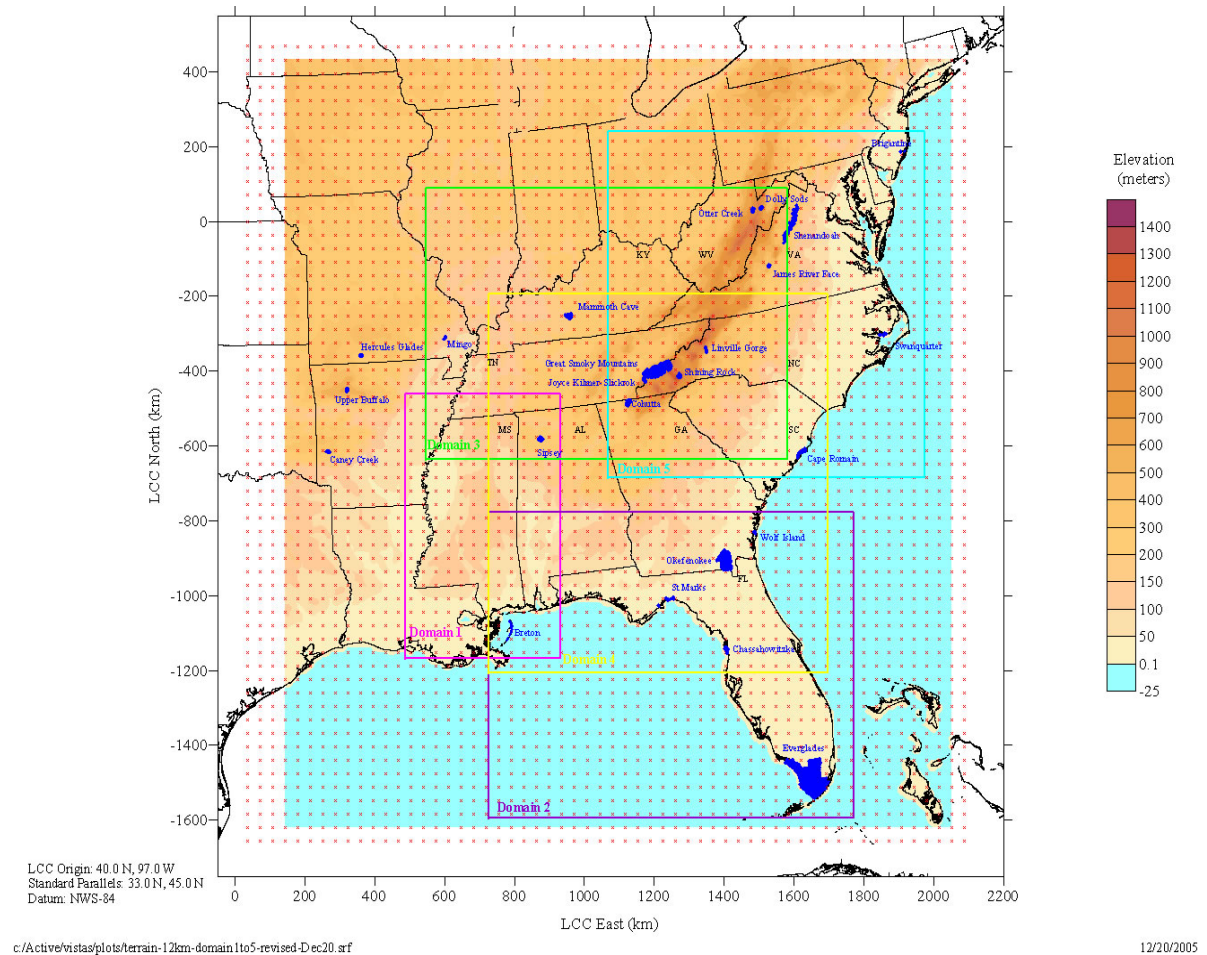 400
200
0
-200
-400
-600
-800
-1000
-1200
-1400
-1600
LCC North (km)
Brigantine
Dolly Sods
Otter Creek
Shenandoah
KY
WV
VA
James River Face
Mammoth Cave
Hercules Glades
Mingo
Linville Gorge
Swanquarter
TN
NC
Great Smoky Mountains
Shining Rock
Joyce Kilmer-Slickrok
Upper Buffalo
Cohutta
MS
AL
GA
SC
Domain 3
Sipsey
Caney Creek
Cape Romain
Domain 5
Wolf Island
Okefenokee
FL
St Marks
Domain 1
Breton
Chassahowitzka
Domain 4
Everglades
Domain 2
0
200
400
600
800
1000
1200
1400
1600
1800
2000
2200
LCC East (km)
Elevation
(meters)
1400
1300
1200
1100
1000
900
800
700
600
500
400
300
200
150
100
50
0.1
-25
LCC Origin: 40.0 N, 97.0 W
Standard Parallels: 33.0 N, 45.0 N
Datum: NWS-84
c:/Active/vistas/plots/terrain-12km-domain1to5-revised-Dec20.srf
12/20/2005